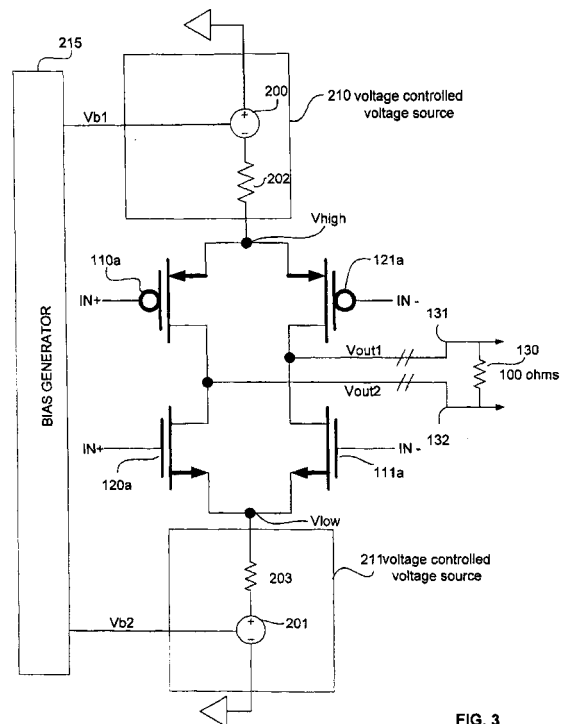 215
BIAS GENERATOR
Vb1
200
202
210 voltage controlled
voltage source
Vhigh
110a
121a
IN+
IN -
131
Vout1
130
100 ohms
Vout2
132
IN+
IN -
120a
111a
Vlow
203
211voltage controlled
voltage source
Vb2
201
FIG. 3